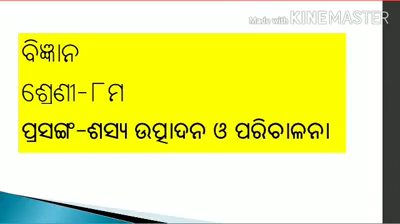 Made with KINEMASTER
ବିଜ୍ଞାନ
ଶ୍ରେଣୀ-୮ମ
ପ୍ରସଙ୍ଗ-ଶସ୍ୟ ଉତ୍ପାଦନ ଓ ପରିଚାଳନା